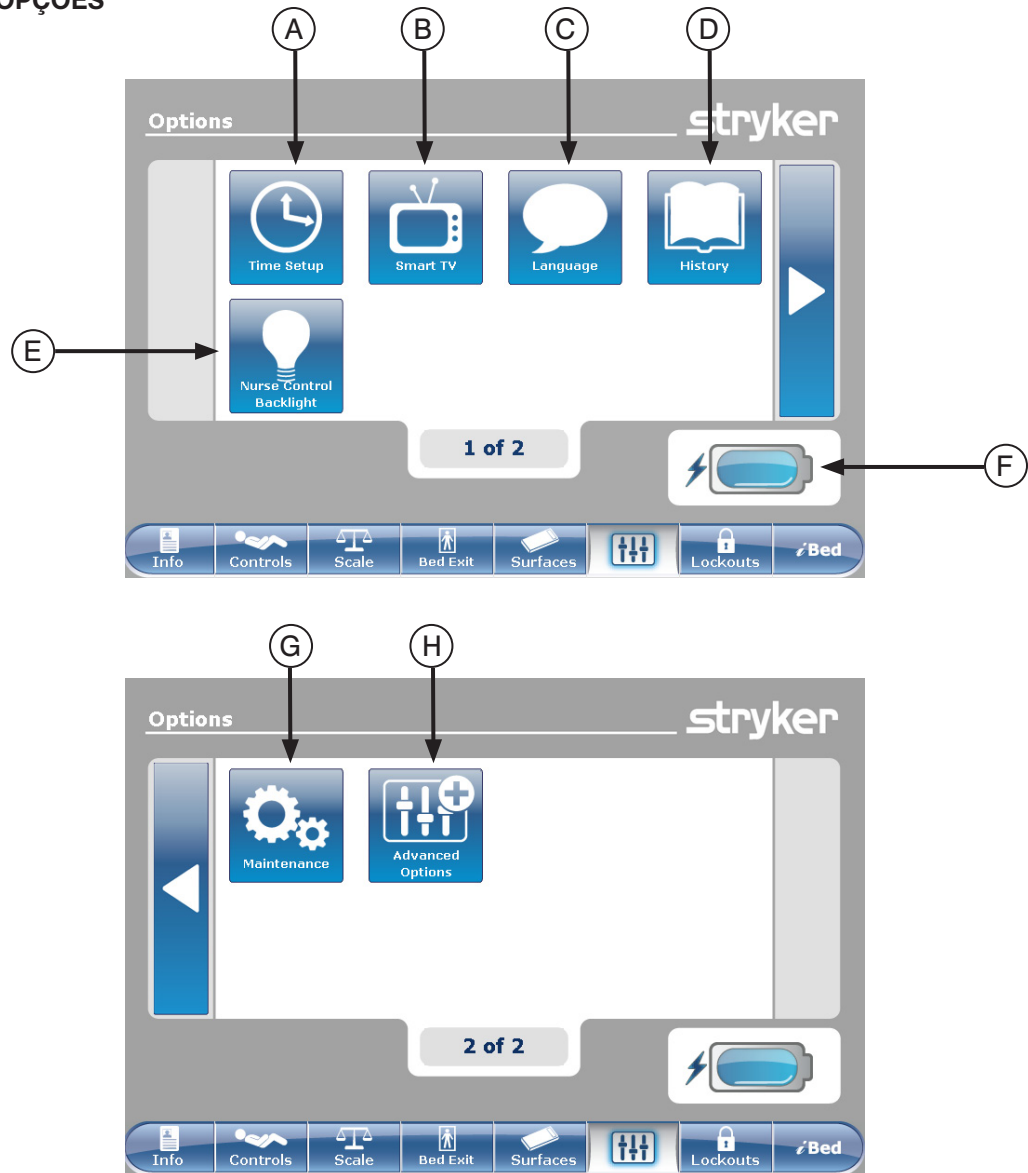 OPÇÕES
A B C D
Options stryker
Time Setup Smart TV Language History
E
Nurse Control
Backlight
1 of 2
F
Info Controls Scale Bed Exit Surfaces Lockouts iBed
G H
Options stryker
Maintenance Advanced
Options
2 of 2
Info Controls Scale Bed Exit Surfaces Lockouts iBed